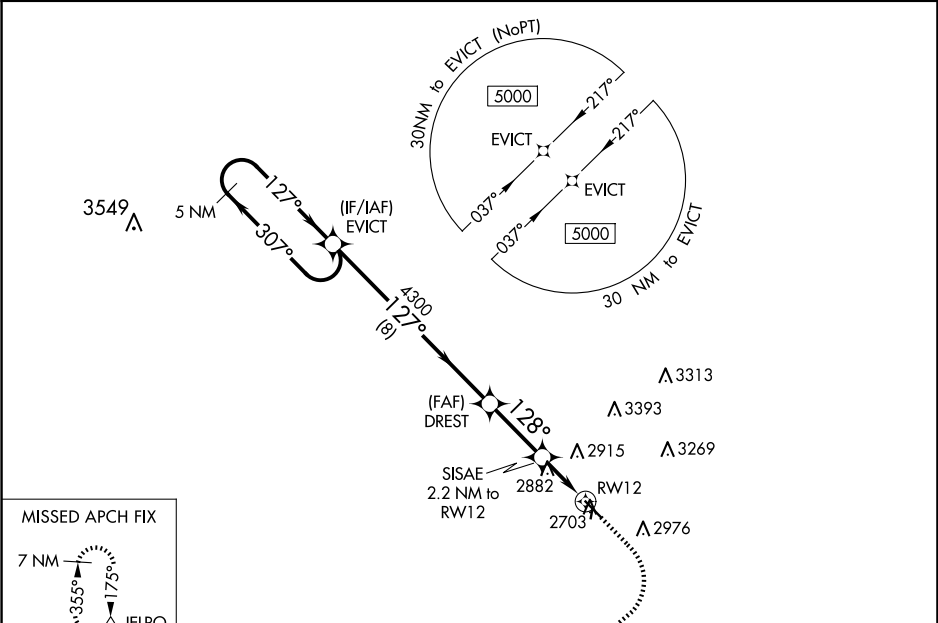 30NM to EVICT (NoPT)
5000
217°
EVICT
037°
217°
EVICT
037°
5000
30 NM to EVICT
3549
5 NM
127°
307°
(IF/IAF)
EVICT
4300
127°
(8)
(FAF)
DREST
128°
3313
3393
2915
3269
SISAE
2.2 NM to
RW12
2882
RW12
2703
2976
MISSED APCH FIX
7 NM
355°
175°